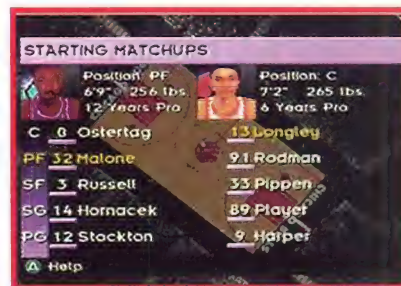 STARTING MATCHUPS
Position: PF Position: C
6'9" 256 lbs. 7'2" 265 lbs.
12 Years Pro 6 Years Pro
C 0 Ostertag 13 Longley
PF 32 Malone 91 Rodman
SF 3 Russell 33 Pippen
SG 14 Hornacek 89 Player
PG 12 Stockton 9 Harper
Help